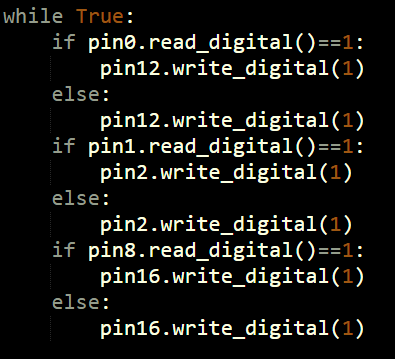 while True:
    if pin0.read_digital()==1:
        pin12.write_digital(1)
    else:
        pin12.write_digital(1)
    if pin1.read_digital()==1:
        pin2.write_digital(1)
    else:
        pin2.write_digital(1)
    if pin8.read_digital()==1:
        pin16.write_digital(1)
    else:
        pin16.write_digital(1)